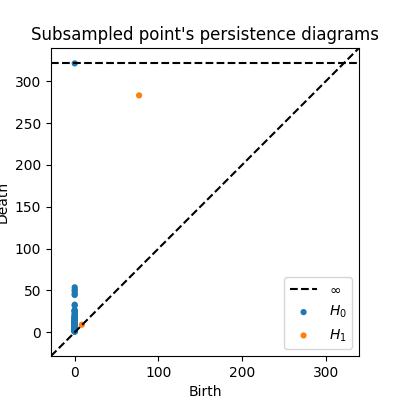 Subsampled point's persistence diagrams
300
250
200
150
100
50
0
Death
∞
H₀
H₁
0 100 200 300
Birth